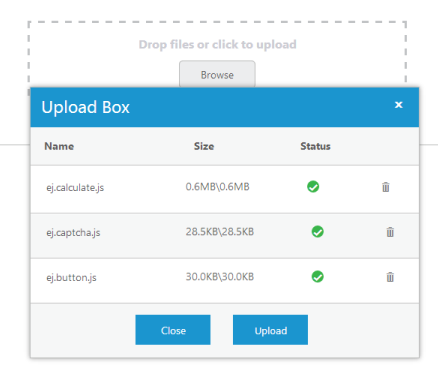 Drop files or click to upload
Browse
Upload Box x
Name Size Status
ej.calculate.js 0.6MB\0.6MB
ej.captcha.js 28.5KB\28.5KB
ej.button.js 30.0KB\30.0KB
Close Upload